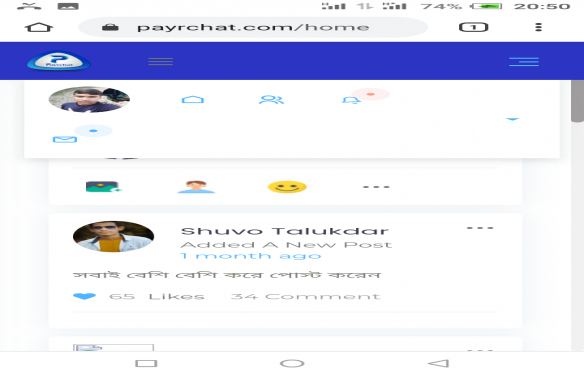 74% 20:50
payrchat.com/home 1
Payrchat
Shuvo Talukdar
Added A New Post
1 month ago
সবাই বেশি বেশি করে পোস্ট করেন
65 Likes 34 Comment